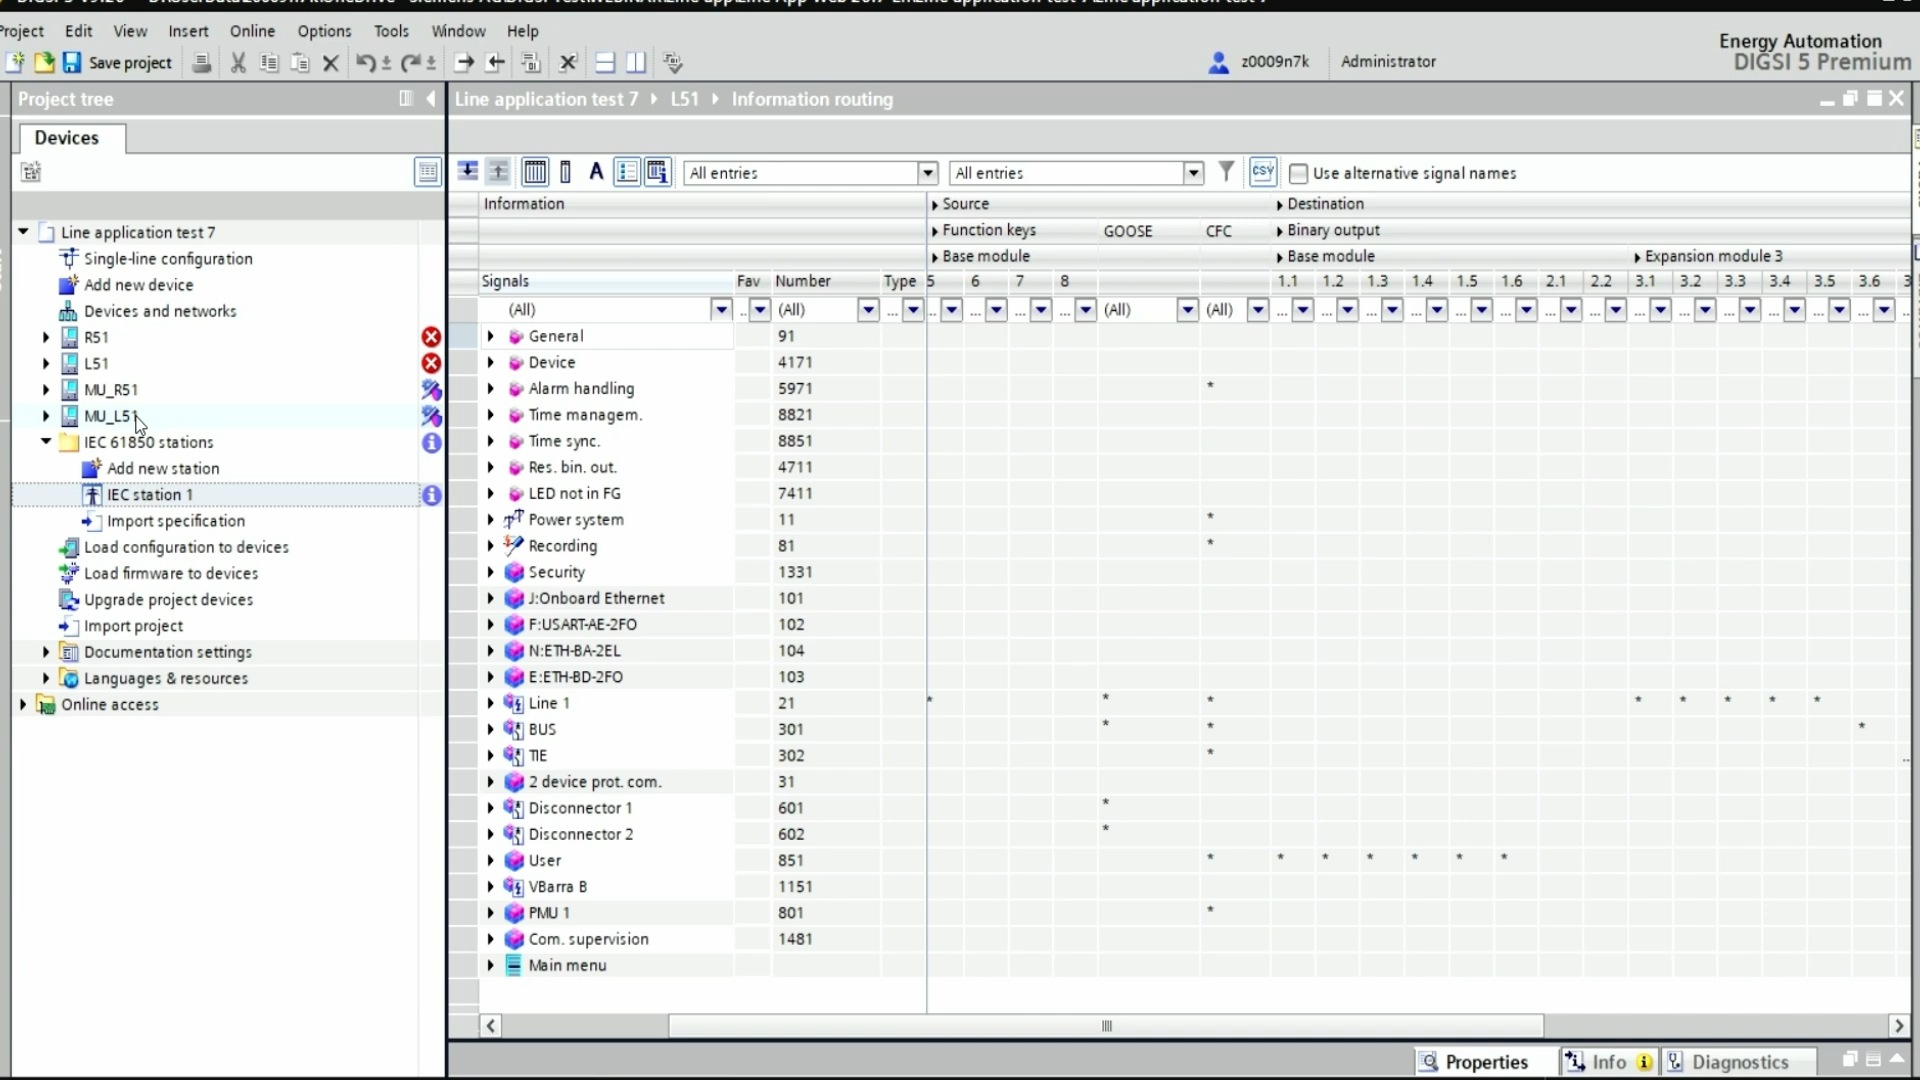 Project Edit View Insert Online Options Tools Window Help
Save project
z0009n7k Administrator
Energy Automation
DIGSI 5 Premium
Project tree
Line application test 7 L51 Information routing
Devices
All entries All entries CSV Use alternative signal names
Information Source Destination
Function keys GOOSE CFC Binary output
Base module Base module Expansion module 3
Signals Fav Number Type 5 6 7 8 1.1 1.2 1.3 1.4 1.5 1.6 2.1 2.2 3.1 3.2 3.3 3.4 3.5 3.6 3
(All) ... (All) ... ... ... ... ... (All) (All) ... ... ... ... ... ... ... ... ... ... ... ... ... ...
General 91
Device 4171
Alarm handling 5971 *
Time managem. 8821
Time sync. 8851
Res. bin. out. 4711
LED not in FG 7411
Power system 11 *
Recording 81 *
Security 1331
J:Onboard Ethernet 101
F:USART-AE-2FO 102
N:ETH-BA-2EL 104
E:ETH-BD-2FO 103
Line 1 21 * * * * * * * *
BUS 301 * * *
TIE 302 * ..
2 device prot. com. 31
Disconnector 1 601 *
Disconnector 2 602 *
User 851 * * * * * * *
VBarra B 1151
PMU 1 801 *
Com. supervision 1481
Main menu
Line application test 7
Single-line configuration
Add new device
Devices and networks
R51
L51
MU_R51
MU_L51
IEC 61850 stations
Add new station
IEC station 1
Import specification
Load configuration to devices
Load firmware to devices
Upgrade project devices
Import project
Documentation settings
Languages & resources
Online access
Properties Info Diagnostics